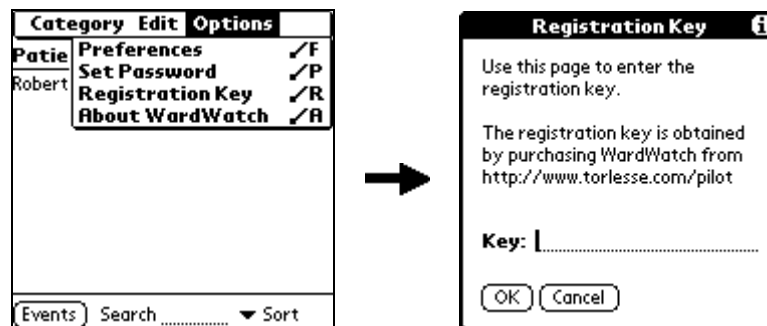 Category Edit Options
Patie
Preferences /F
Set Password /P
Robert
Registration Key /R
About WardWatch /A
Events Search Sort
Registration Key i
Use this page to enter the
registration key.
The registration key is obtained
by purchasing WardWatch from
http://www.torlesse.com/pilot
Key:
OK Cancel